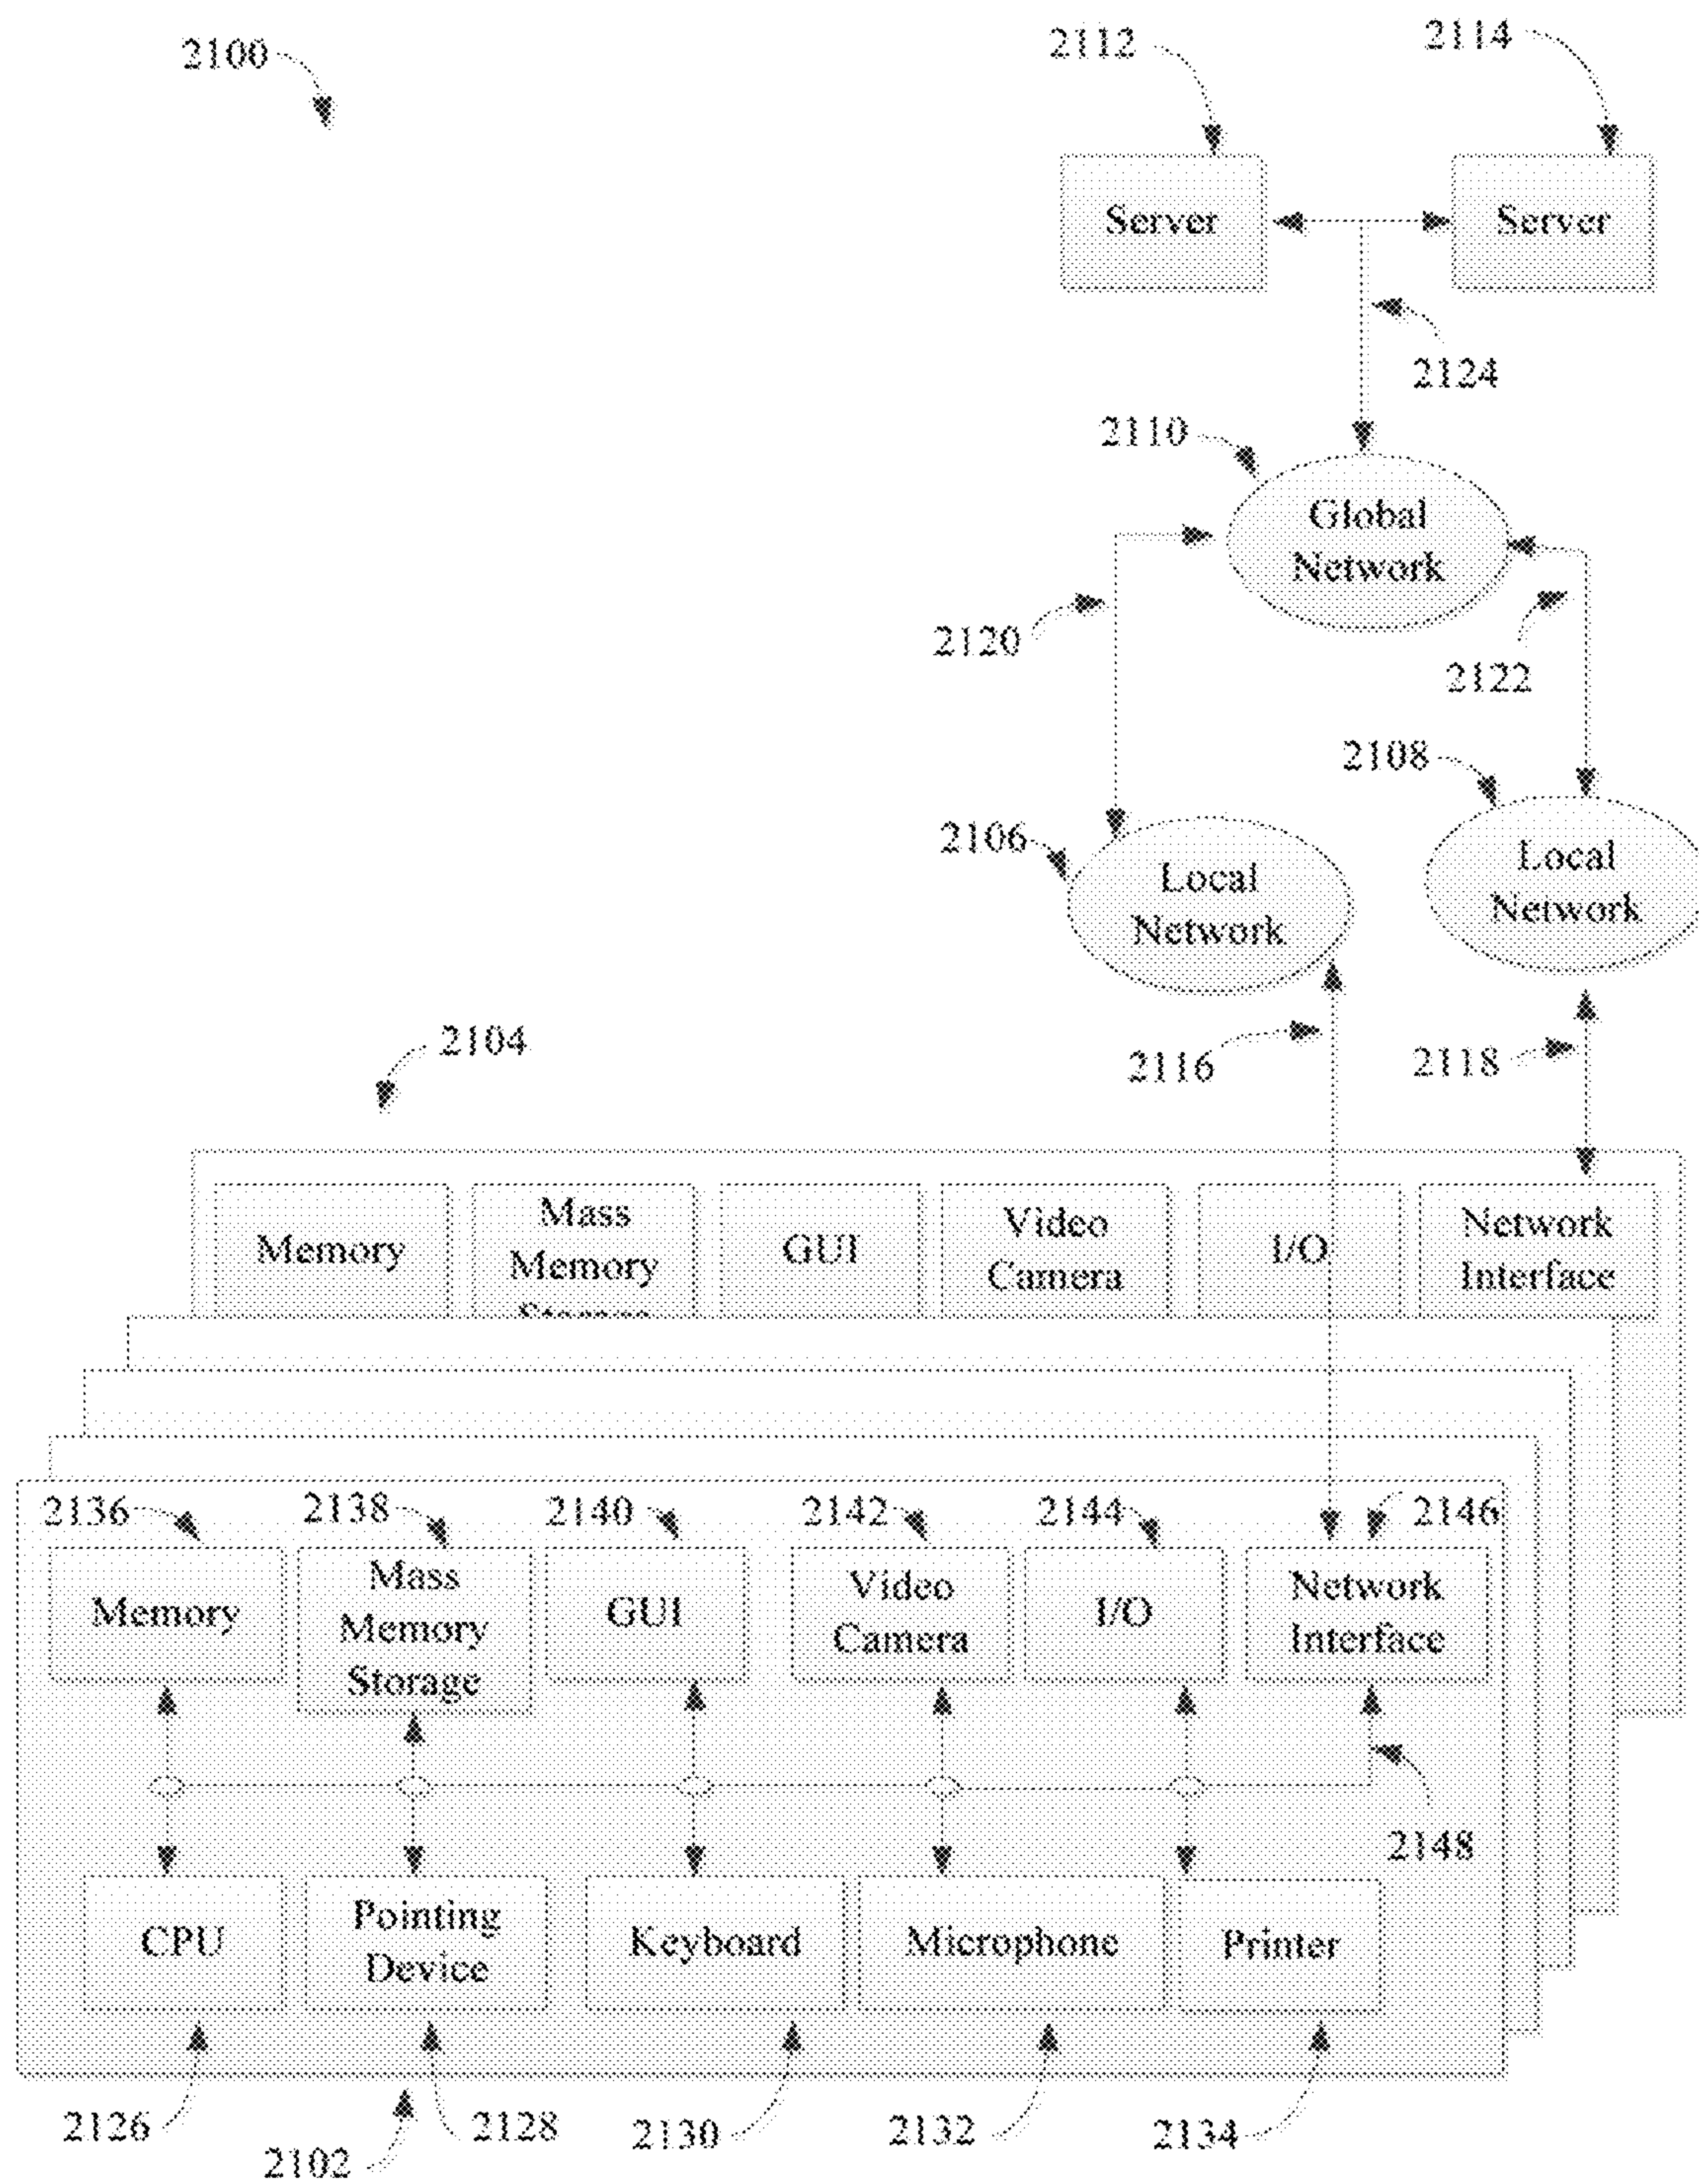 2100
2112
2114
Server
Server
2124
2110
Global
Network
2120
2122
2108
2106
Local
Network
Local
Network
2104
2116
2118
Memory
Mass
Memory
Storage
GUI
Video
Camera
I/O
Network
Interface
2136
2138
2140
2142
2144
2146
Memory
Mass
Memory
Storage
GUI
Video
Camera
I/O
Network
Interface
2148
CPU
Pointing
Device
Keyboard
Microphone
Printer
2126
2102
2128
2130
2132
2134